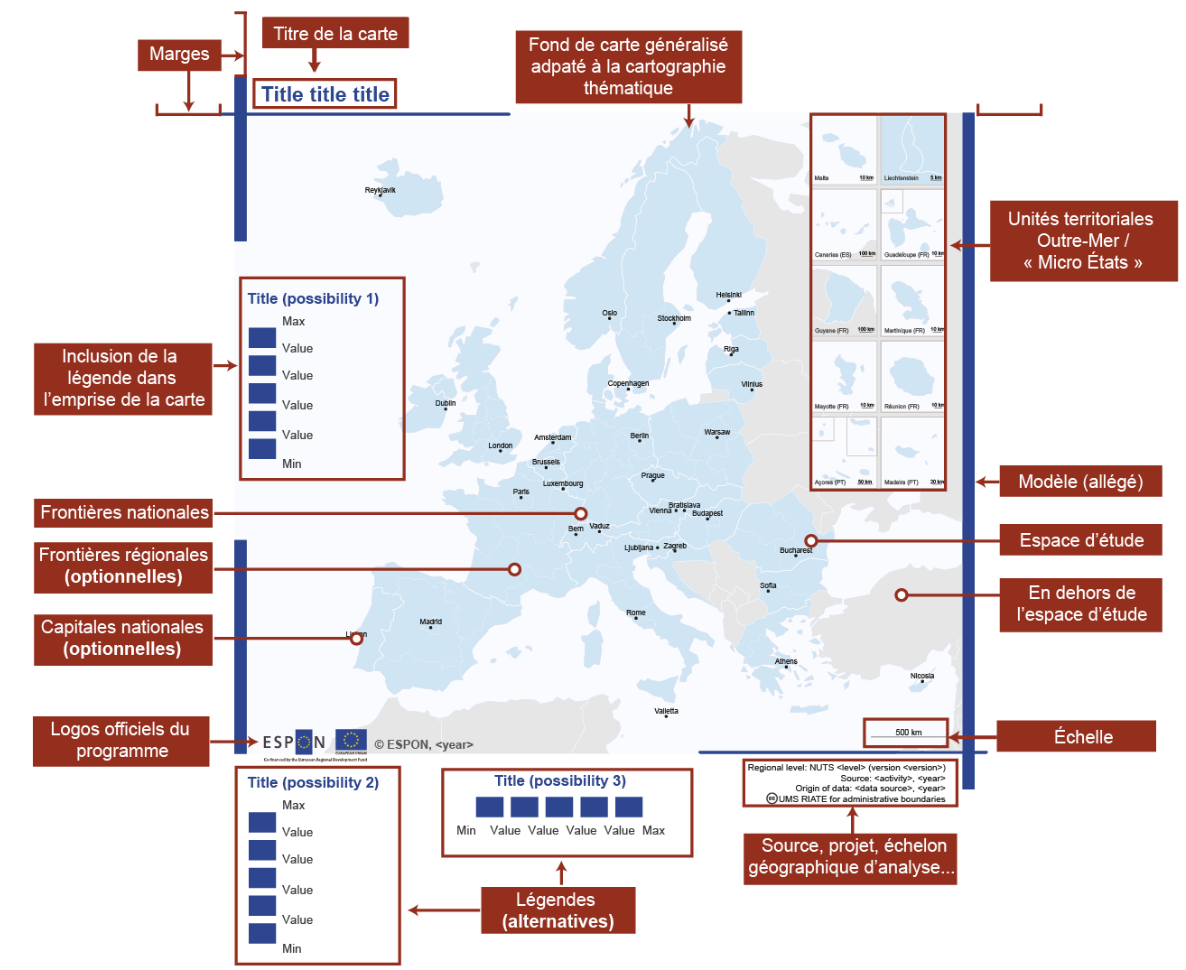 Marges
Titre de la carte
Title title title
Fond de carte généralisé
adpaté à la cartographie
thématique
Malta
10 km
Liechtenstein
5 km
Canaries (ES)
100 km
Guadeloupe (FR)
10 km
Guyane (FR)
100 km
Martinique (FR)
10 km
Mayotte (FR)
10 km
Réunion (FR)
10 km
Açores (PT)
50 km
Madeira (PT)
20 km
Unités territoriales
Outre-Mer /
« Micro États »
Inclusion de la
légende dans
l’emprise de la carte
Title (possibility 1)
Max
Value
Value
Value
Value
Min
Reykjavik
Helsinki
Oslo
Tallinn
Stockholm
Riga
Copenhagen
Vilnius
Dublin
London
Amsterdam
Berlin
Warsaw
Brussels
Luxembourg
Prague
Paris
Bratislava
Vienna
Budapest
Bern
Vaduz
Ljubljana
Zagreb
Bucharest
Sofia
Rome
Madrid
Athens
Nicosia
Valletta
Modèle (allégé)
Espace d’étude
En dehors de
l’espace d’étude
Frontières nationales
Frontières régionales
(optionnelles)
Capitales nationales
(optionnelles)
Logos officiels du
programme
ESPON
EUROPEAN UNION
© ESPON, <year>
Co-financed by the European Regional Development Fund
500 km
Échelle
Title (possibility 2)
Max
Value
Value
Value
Value
Min
Title (possibility 3)
Min Value Value Value Value Max
Légendes
(alternatives)
Regional level: NUTS <level> (version <version>)
Source: <activity>, <year>
Origin of data: <data source>, <year>
cc UMS RIATE for administrative boundaries
Source, projet, échelon
géographique d’analyse...